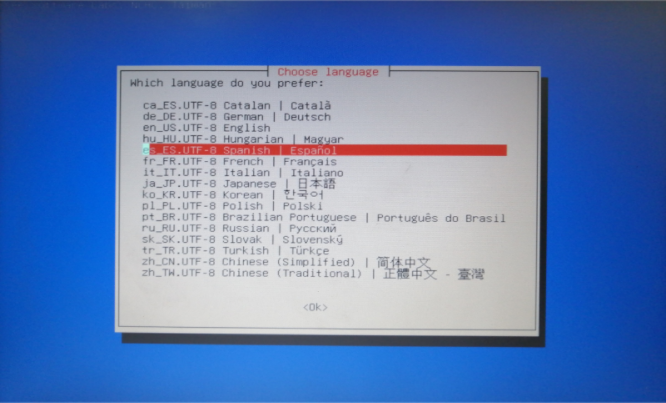 Choose language
Which language do you prefer:
ca_ES.UTF-8 Catalan | Català
de_DE.UTF-8 German | Deutsch
en_US.UTF-8 English
hu_HU.UTF-8 Hungarian | Magyar
es_ES.UTF-8 Spanish | Español
fr_FR.UTF-8 French | Français
it_IT.UTF-8 Italian | Italiano
ja_JP.UTF-8 Japanese | 日本語
ko_KR.UTF-8 Korean | 한국어
pl_PL.UTF-8 Polish | Polski
pt_BR.UTF-8 Brazilian Portuguese | Português do Brasil
ru_RU.UTF-8 Russian | Русский
sk_SK.UTF-8 Slovak | Slovenský
tr_TR.UTF-8 Turkish | Türkçe
zh_CN.UTF-8 Chinese (Simplified) | 简体中文
zh_TW.UTF-8 Chinese (Traditional) | 正體中文 - 臺灣
<Ok>